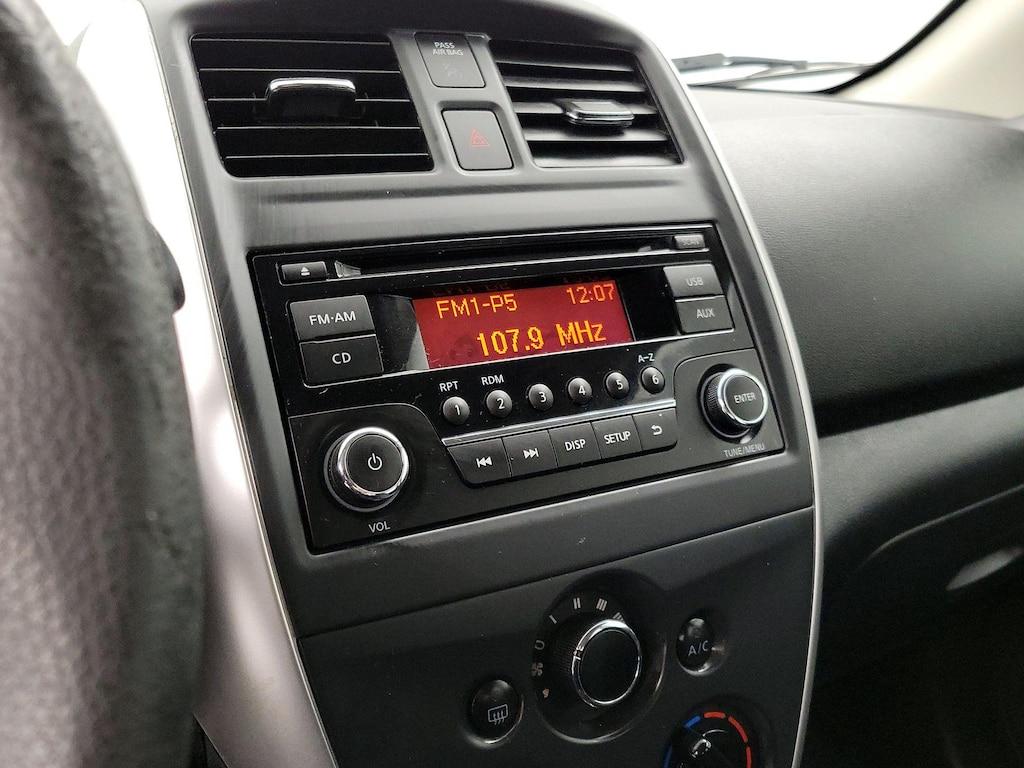 PASS
AIR BAG
USB
FM·AM
FM1-P5 12:07
AUX
107.9 MHz
CD
RPT RDM A-Z
1 2 3 4 5 6
ENTER
DISP SETUP
TUNE/MENU
VOL
A/C